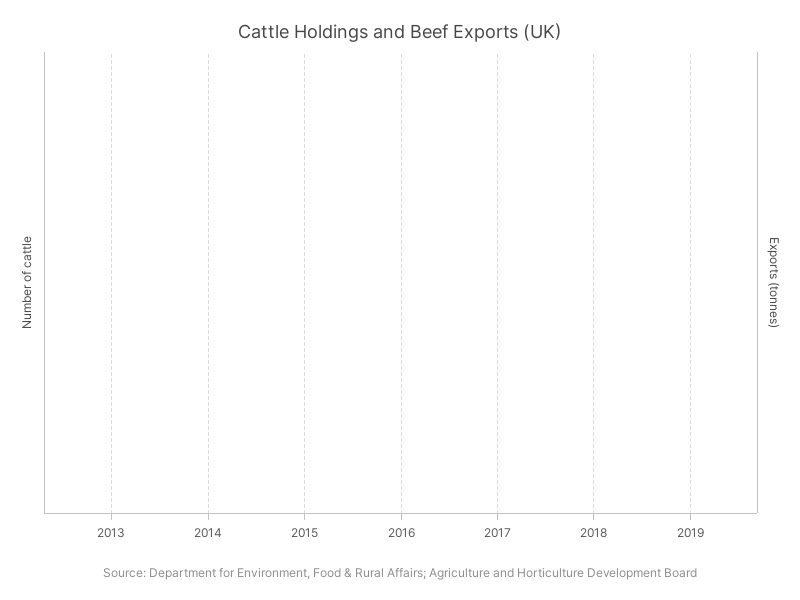 Cattle Holdings and Beef Exports (UK)
Number of cattle
Exports (tonnes)
2013 2014 2015 2016 2017 2018 2019
Source: Department for Environment, Food & Rural Affairs; Agriculture and Horticulture Development Board